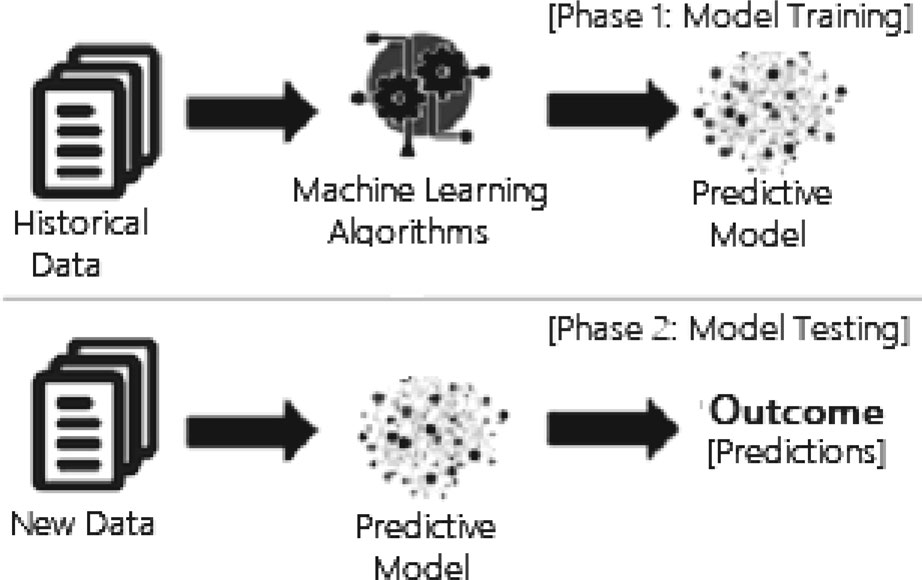 [Phase 1: Model Training]
Machine Learning
Algorithms
Predictive
Model
Historical
Data
[Phase 2: Model Testing]
Outcome
[Predictions]
New Data
Predictive
Model